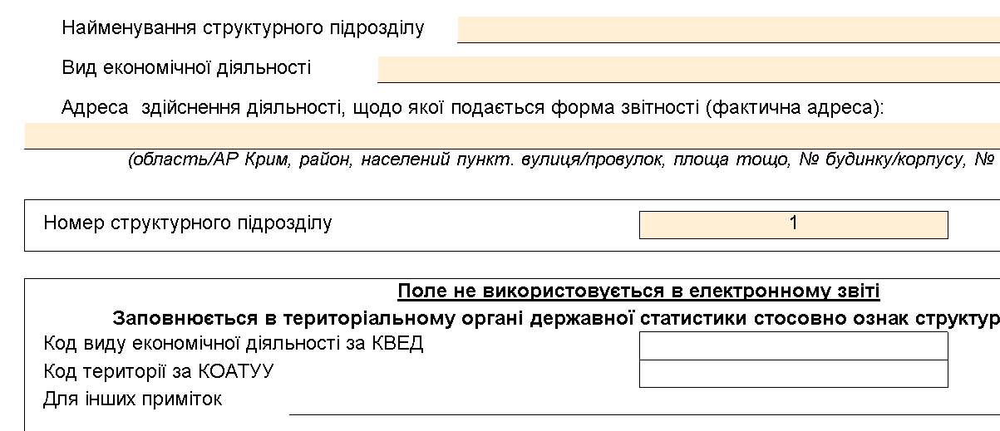 Найменування структурного підрозділу
Вид економічної діяльності
Адреса здійснення діяльності, щодо якої подається форма звітності (фактична адреса):
(область/АР Крим, район, населений пункт. вулиця/провулок, площа тощо, № будинку/корпусу, №
Номер структурного підрозділу 1
Поле не використовується в електронному звіті
Заповнюється в територіальному органі державної статистики стосовно ознак структур
Код виду економічної діяльності за КВЕД
Код території за КОАТУУ
Для інших приміток